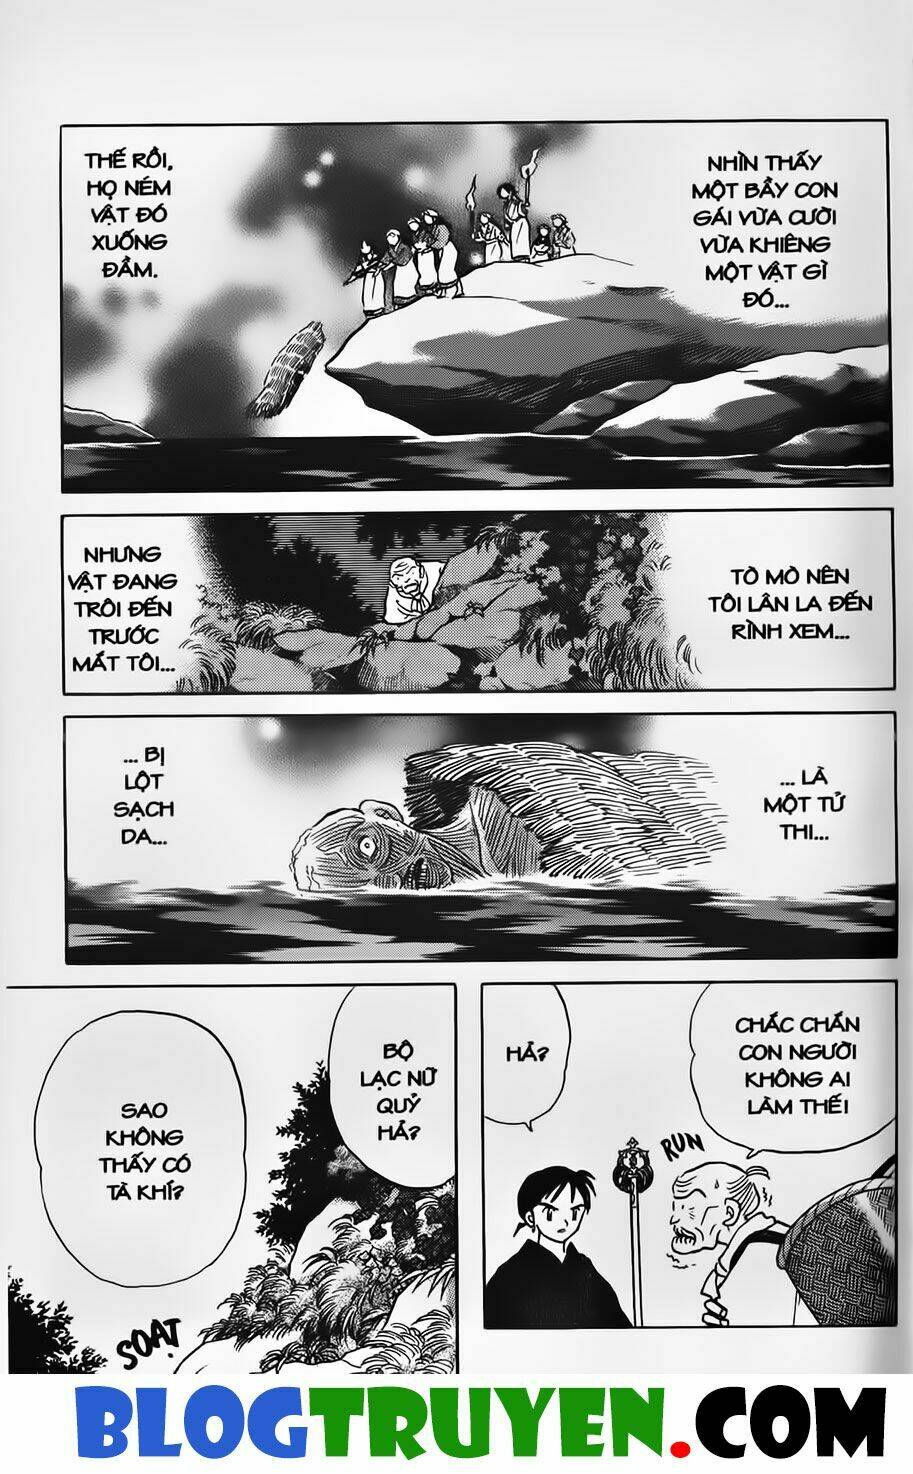 NHÌN THẤY
MỘT BẦY CON
GÁI VỪA CƯỜI
VỪA KHIÊNG
MỘT VẬT GÌ
ĐÓ...
THẾ RỒI,
HỌ NÉM
VẬT ĐÓ
XUỐNG
ĐẦM.
TÒ MÒ NÊN
TÔI LÂN LA ĐẾN
RÌNH XEM...
NHƯNG
VẬT ĐANG
TRÔI ĐẾN
TRƯỚC
MẮT TÔI...
... LÀ
MỘT TỬ
THI...
... BỊ
LỘT
SẠCH
DA...
CHẮC CHẮN
CON NGƯỜI
KHÔNG AI
LÀM THẾ!
HẢ?
RUN
BỘ
LẠC NỮ
QUỶ
HẢ?
SAO
KHÔNG
THẤY CÓ
TÀ KHÍ?
SOẠT
BLOGTRUYEN.COM